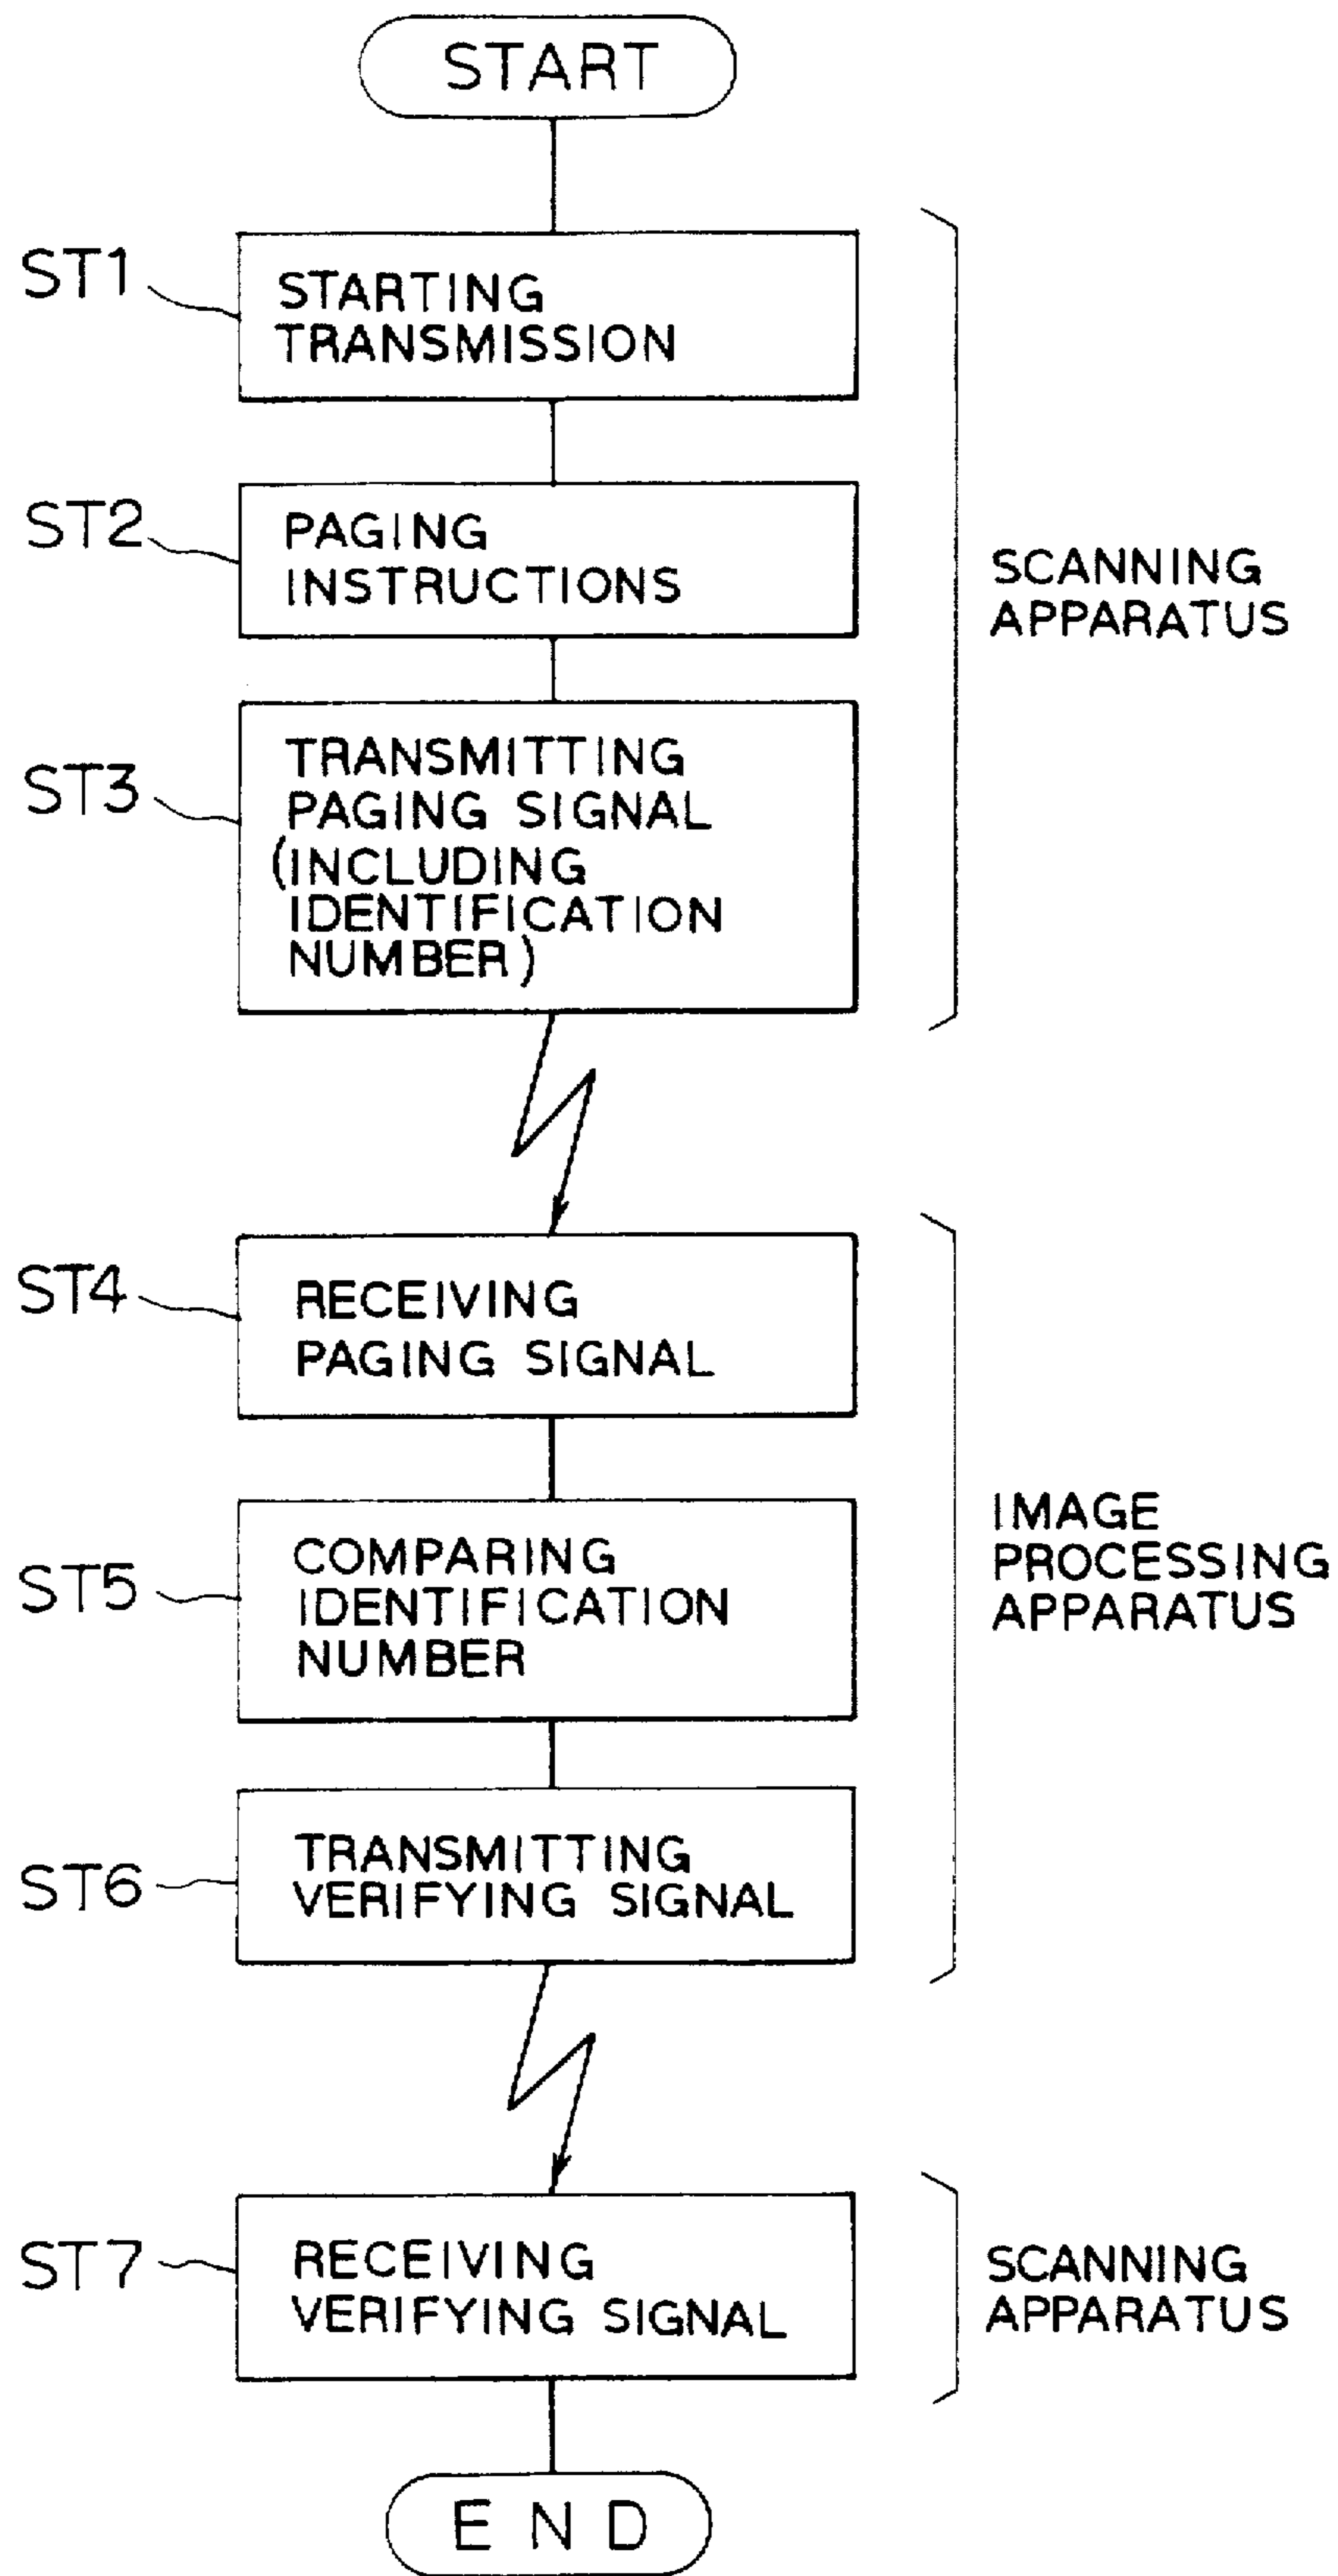 START
ST1
STARTING
TRANSMISSION
ST2
PAGING
INSTRUCTIONS
SCANNING
APPARATUS
ST3
TRANSMITTING
PAGING SIGNAL
(INCLUDING
IDENTIFICATION
NUMBER)
ST4
RECEIVING
PAGING SIGNAL
ST5
COMPARING
IDENTIFICATION
NUMBER
IMAGE
PROCESSING
APPARATUS
ST6
TRANSMITTING
VERIFYING SIGNAL
ST7
RECEIVING
VERIFYING SIGNAL
SCANNING
APPARATUS
END